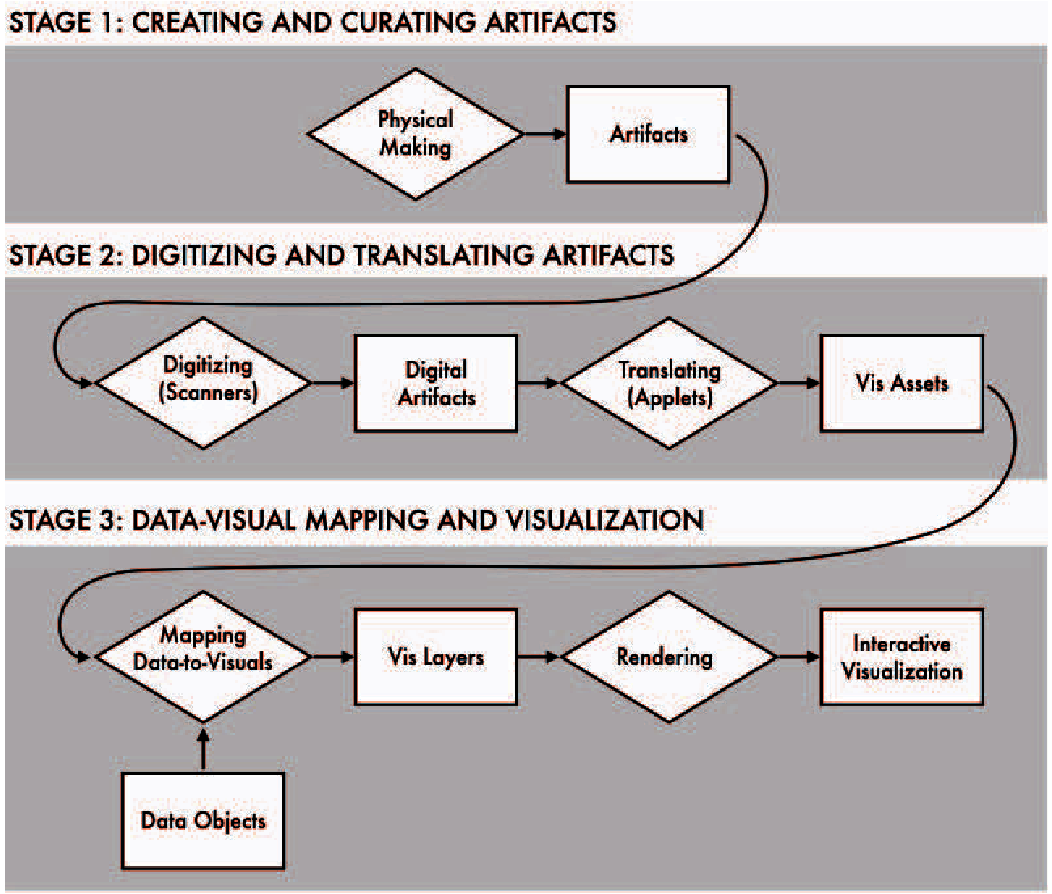 STAGE 1: CREATING AND CURATING ARTIFACTS
Physical
Making
Artifacts
STAGE 2: DIGITIZING AND TRANSLATING ARTIFACTS
Digitizing
(Scanners)
Digital
Artifacts
Translating
(Applets)
Vis Assets
STAGE 3: DATA-VISUAL MAPPING AND VISUALIZATION
Mapping
Data-to-Visuals
Vis Layers
Rendering
Interactive
Visualization
Data Objects